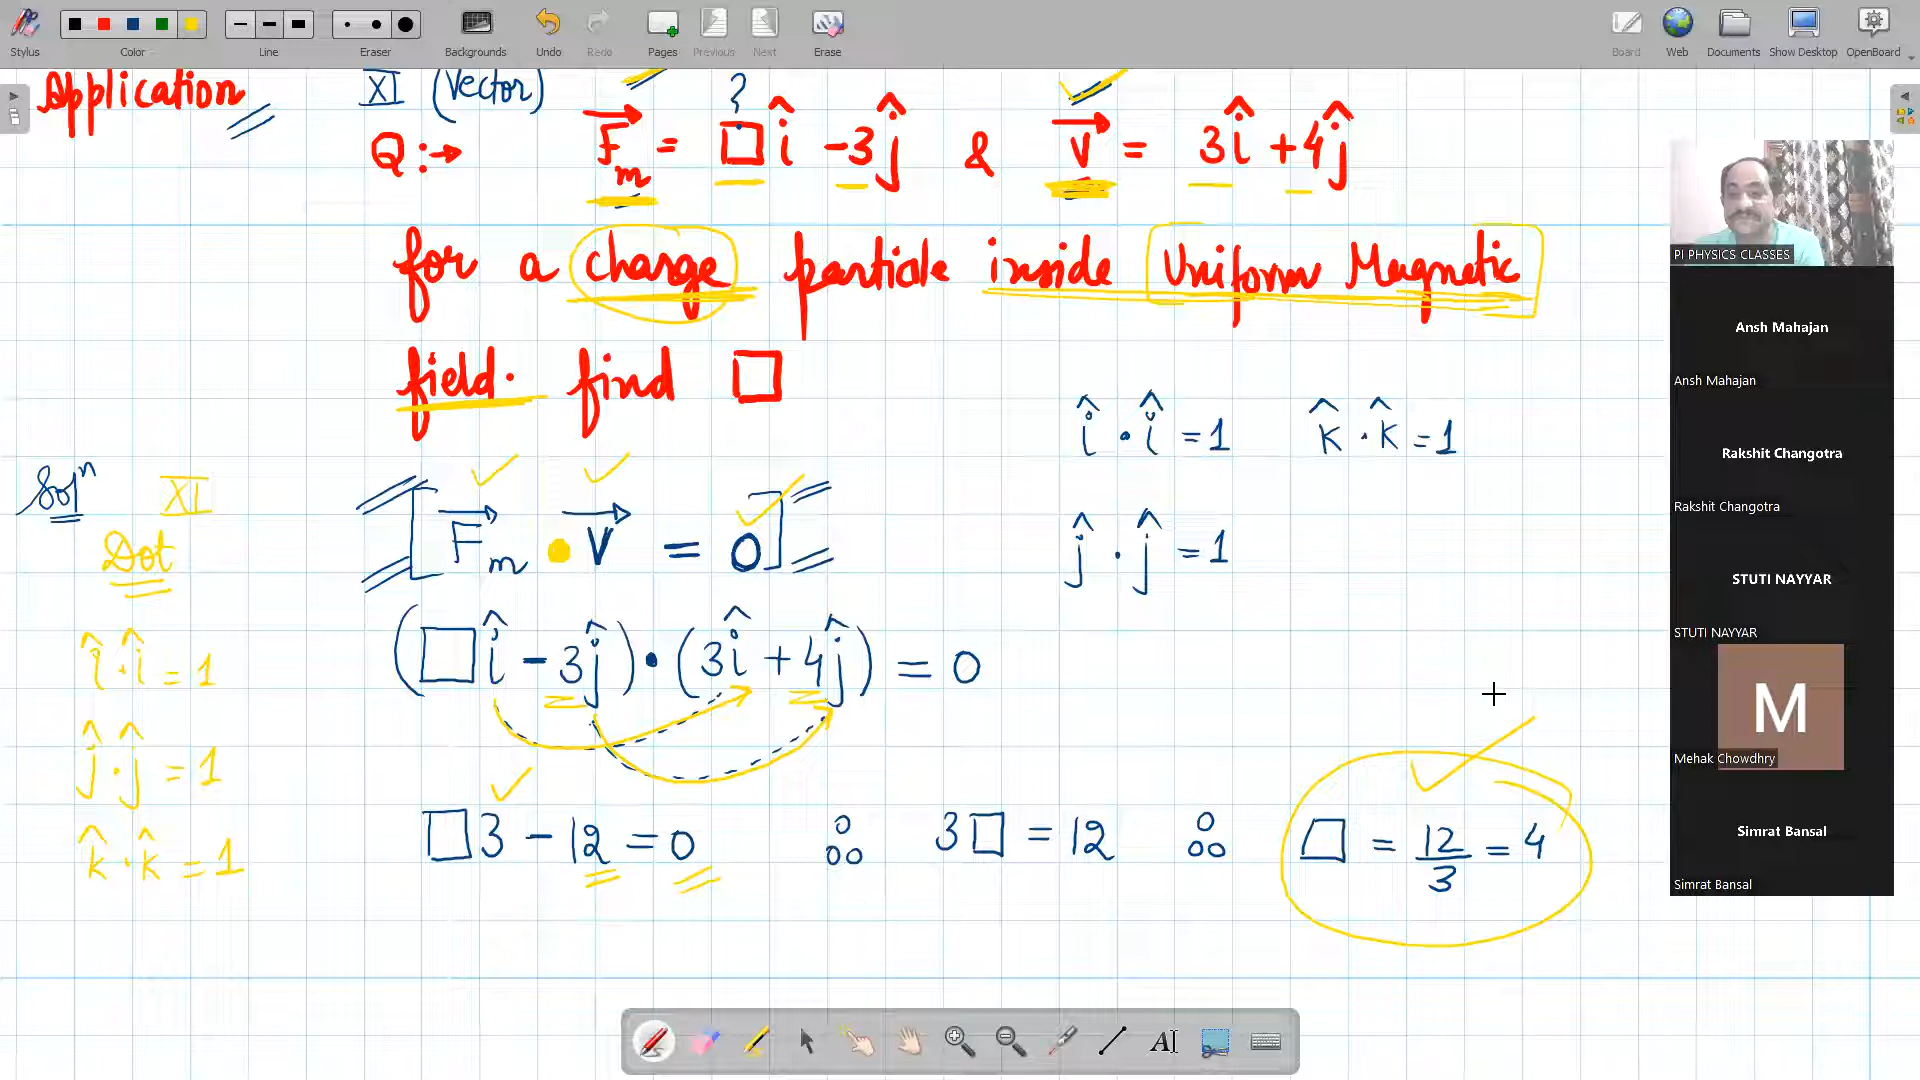 Stylus Color Line Eraser Backgrounds Undo Redo Pages Previous Next Erase Board Web Documents Show Desktop OpenBoard
Application XI (Vector) ?
Q:→ F⃗m = □î −3ĵ & V⃗ = 3î +4ĵ
for a charge particle inside Uniform Magnetic
field. find □
î · î = 1 k̂ · k̂ = 1
ĵ · ĵ = 1
Solⁿ XI
Dot
[F⃗m · V⃗ = 0]
(□î − 3ĵ) · (3î + 4ĵ) = 0
î · î = 1
ĵ · ĵ = 1
k̂ · k̂ = 1
□3 − 12 = 0 ∴ 3□ = 12 ∴ □ = 12/3 = 4
PI PHYSICS CLASSES
Ansh Mahajan
Ansh Mahajan
Rakshit Changotra
Rakshit Changotra
STUTI NAYYAR
STUTI NAYYAR
M
Mehak Chowdhry
Simrat Bansal
Simrat Bansal
AI